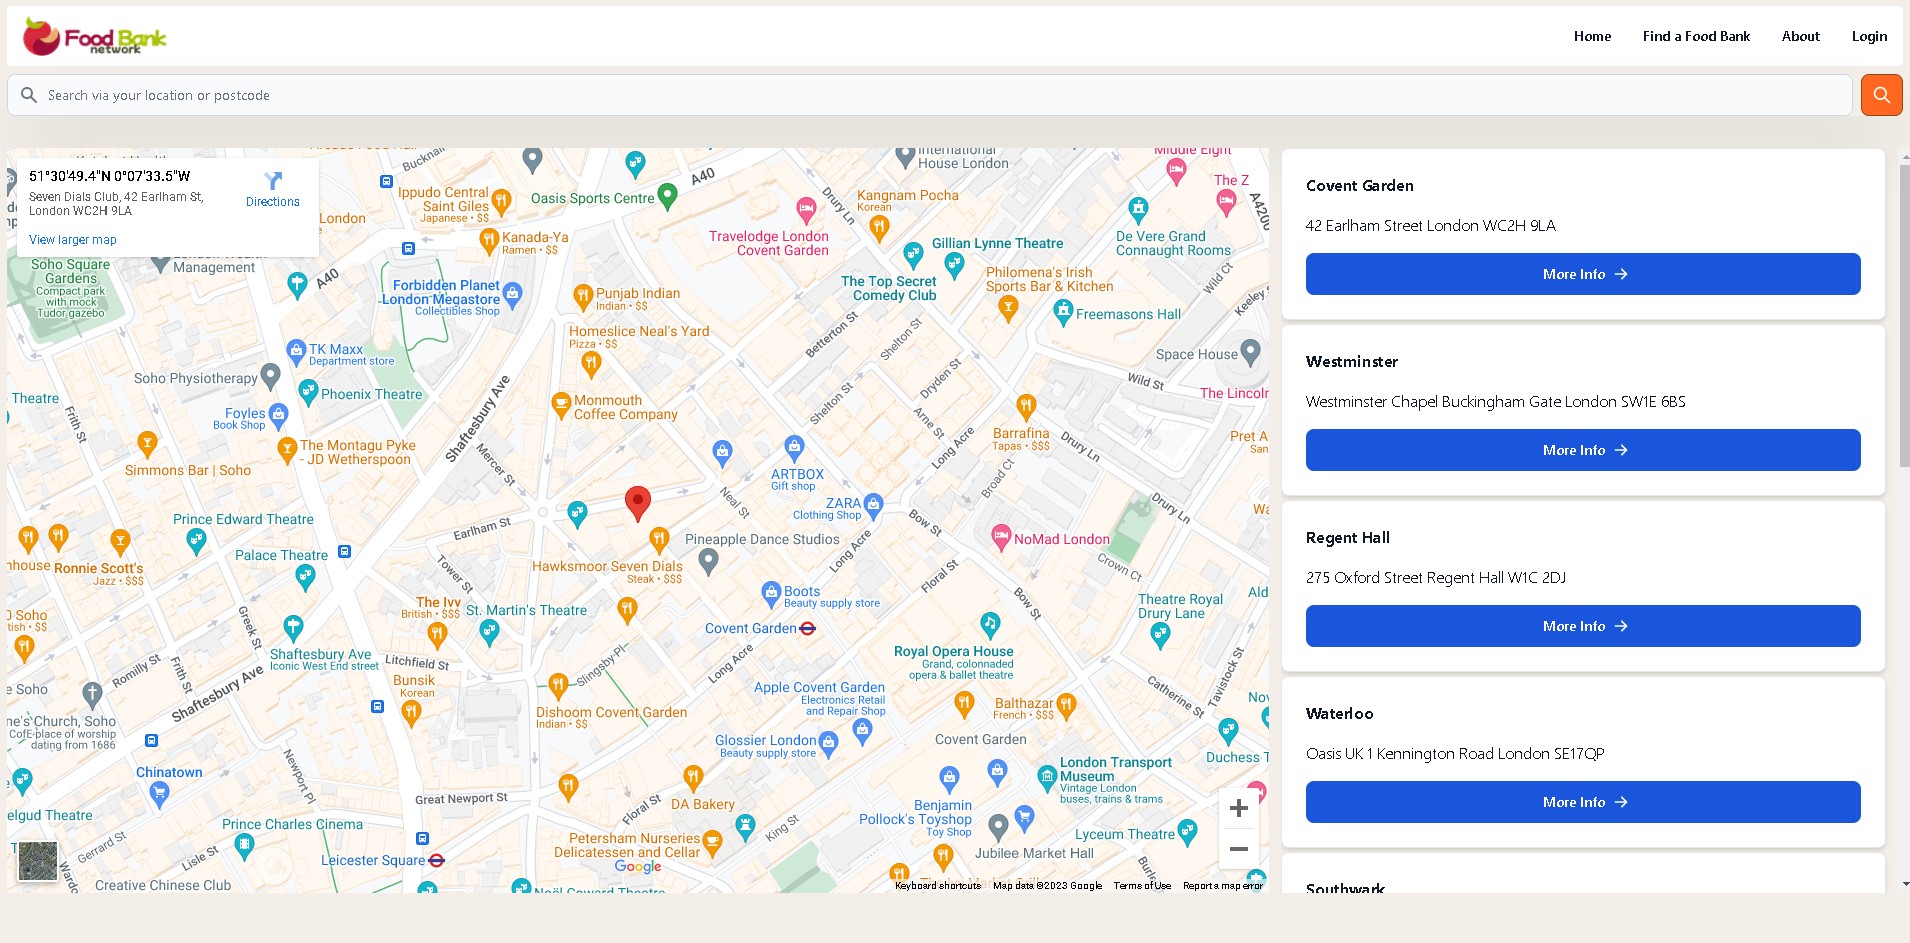 Food Bank
network
Home
Find a Food Bank
About
Login
Search via your location or postcode
51°30'49.4"N 0°07'33.5"W
Seven Dials Club, 42 Earlham St,
London WC2H 9LA
Directions
View larger map
Management
Soho Square
Gardens
Compact park
with mock
Tudor gazebo
London
Bucknall
A40
Ippudo Central
Saint Giles
Japanese • $$
Oasis Sports Centre
A40
Kanada-Ya
Ramen • $$
Travelodge London
Covent Garden
Drury Ln
Kangnam Pocha
Korean
International
House London
Middle Eight
The Z
A4200
De Vere Grand
Connaught Rooms
Wild Ct
Keeley
Gillian Lynne Theatre
The Top Secret
Comedy Club
Philomena's Irish
Sports Bar & Kitchen
Freemasons Hall
Forbidden Planet
London Megastore
Collectibles Shop
Punjab Indian
Indian • $$
Homeslice Neal's Yard
Pizza • $$
Betterton St
Shelton St
Space House
Wild St
The Lincoln
TK Maxx
Department store
Soho Physiotherapy
Phoenix Theatre
Theatre
Frith St
Foyles
Book Shop
Shaftesbury Ave
Monmouth
Coffee Company
Shelton St
Dryden St
Arne St
Long Acre
Barrafina
Tapas • $$$
Drury Ln
Pret A
The Montagu Pyke
- JD Wetherspoon
Simmons Bar | Soho
Mercer St
ARTBOX
Gift shop
Broad Ct
Neal St
ZARA
Clothing Shop
Bow St
Drury Ln
Prince Edward Theatre
Earlham St
Pineapple Dance Studios
Long Acre
NoMad London
Palace Theatre
Ronnie Scott's
Jazz • $$$
Hawksmoor Seven Dials
Steak • $$$
Crown Ct
Tower St
Floral St
Boots
Beauty supply store
Bow St
The Ivy
British • $$$
St. Martin's Theatre
Covent Garden
Theatre Royal
Drury Lane
Greek St
Shaftesbury Ave
Iconic West End street
Litchfield St
Slingsby Pl
Long Acre
Royal Opera House
Grand, colonnaded
opera & ballet theatre
Romilly St
Frith St
Bunsik
Korean
Apple Covent Garden
Electronics Retail
and Repair Shop
Balthazar
French • $$$
Catherine St
Tavistock St
Shaftesbury Ave
Dishoom Covent Garden
Indian • $$
Glossier London
Beauty supply store
Covent Garden
Soho
CofE place of worship
dating from 1686
Newport Pl
Chinatown
London Transport
Museum
Vintage London
buses, trains & trams
Duchess
Great Newport St
DA Bakery
Floral St
Benjamin
Pollock's Toyshop
Toy Shop
Prince Charles Cinema
King St
Lyceum Theatre
Gerrard St
Lisle St
Petersham Nurseries
Delicatessen and Cellar
Jubilee Market Hall
Leicester Square
Google
Creative Chinese Club
Noël Coward Theatre
Keyboard shortcuts
Map data ©2023 Google
Terms of Use
Report a map error
Covent Garden
42 Earlham Street London WC2H 9LA
More Info
Westminster
Westminster Chapel Buckingham Gate London SW1E 6BS
More Info
Regent Hall
275 Oxford Street Regent Hall W1C 2DJ
More Info
Waterloo
Oasis UK 1 Kennington Road London SE17QP
More Info
Southwark